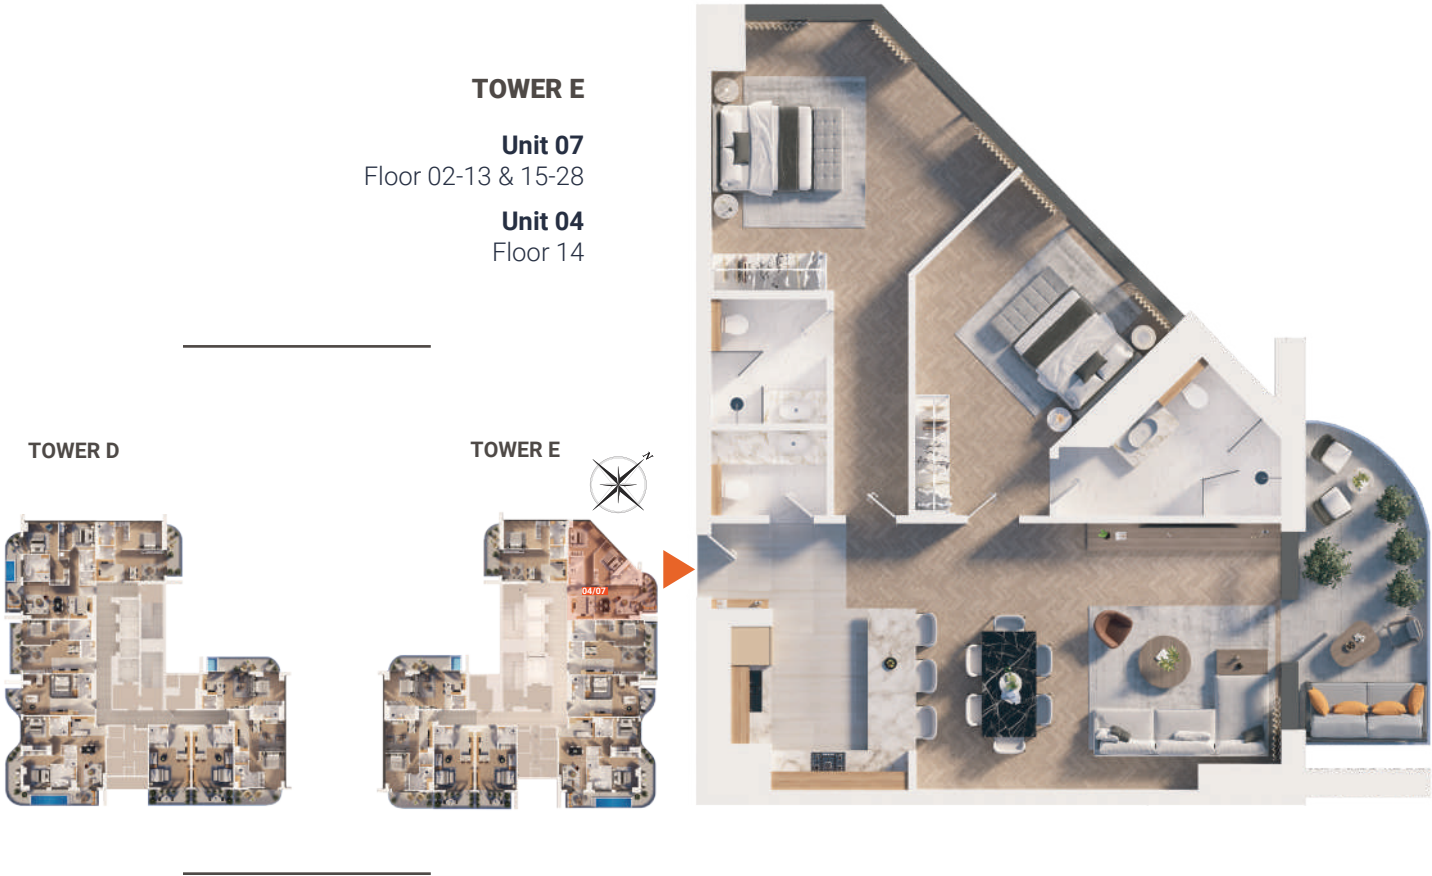 TOWER E
Unit 07
Floor 02-13 & 15-28
Unit 04
Floor 14
TOWER D
TOWER E
N
04/07